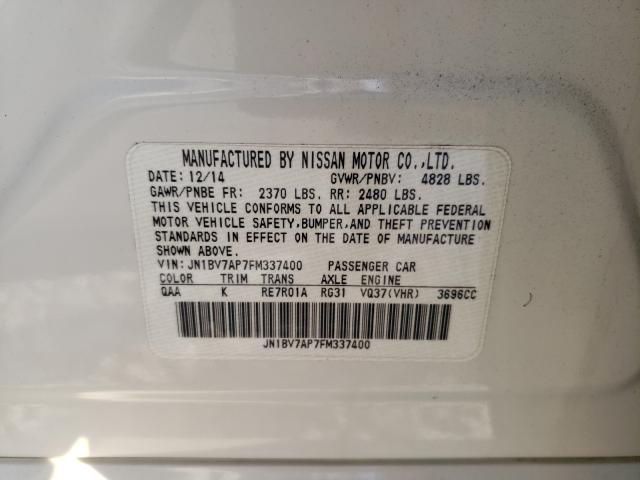 MANUFACTURED BY NISSAN MOTOR CO.,LTD.
DATE: 12/14 GVWR/PNBV: 4828 LBS.
GAWR/PNBE FR: 2370 LBS. RR: 2480 LBS.
THIS VEHICLE CONFORMS TO ALL APPLICABLE FEDERAL
MOTOR VEHICLE SAFETY,BUMPER,AND THEFT PREVENTION
STANDARDS IN EFFECT ON THE DATE OF MANUFACTURE
SHOWN ABOVE.
VIN: JN1BV7AP7FM337400 PASSENGER CAR
COLOR TRIM TRANS AXLE ENGINE
QAA K RE7R01A RG31 VQ37(VHR) 3696CC
JN1BV7AP7FM337400